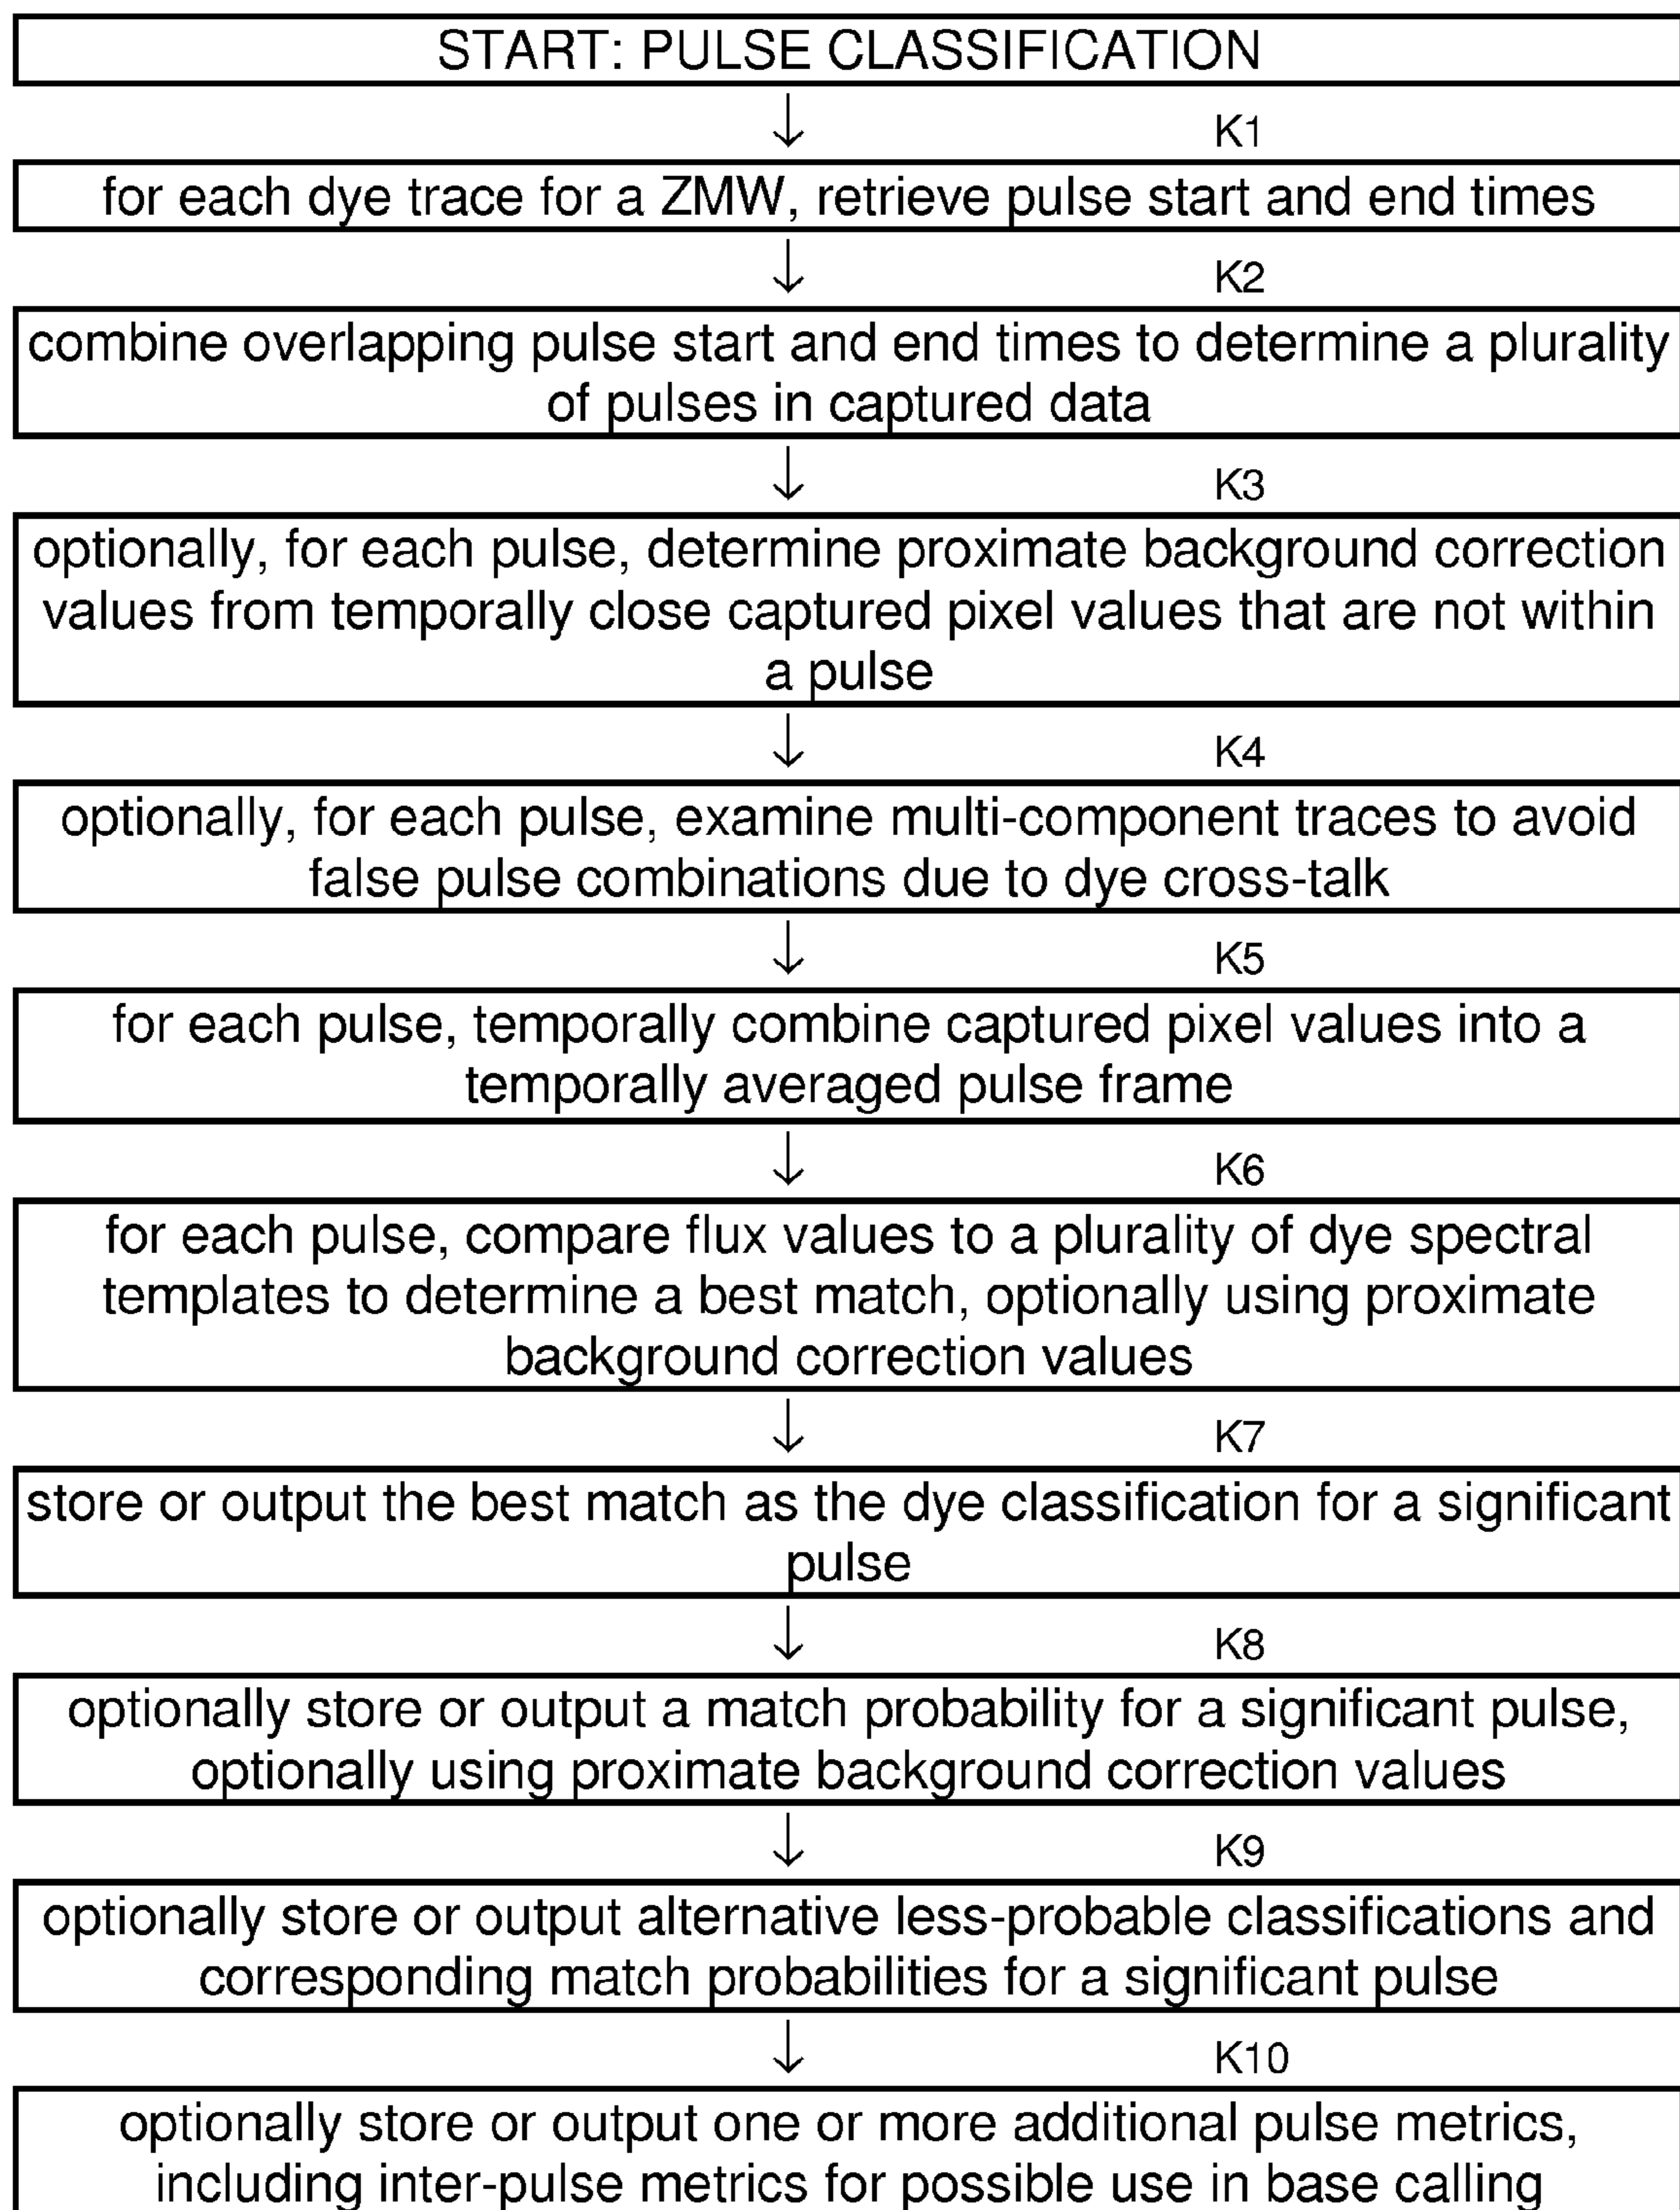 START: PULSE CLASSIFICATION
K1
for each dye trace for a ZMW, retrieve pulse start and end times
K2
combine overlapping pulse start and end times to determine a plurality
of pulses in captured data
K3
optionally, for each pulse, determine proximate background correction
values from temporally close captured pixel values that are not within
a pulse
K4
optionally, for each pulse, examine multi-component traces to avoid
false pulse combinations due to dye cross-talk
K5
for each pulse, temporally combine captured pixel values into a
temporally averaged pulse frame
K6
for each pulse, compare flux values to a plurality of dye spectral
templates to determine a best match, optionally using proximate
background correction values
K7
store or output the best match as the dye classification for a significant
pulse
K8
optionally store or output a match probability for a significant pulse,
optionally using proximate background correction values
K9
optionally store or output alternative less-probable classifications and
corresponding match probabilities for a significant pulse
K10
optionally store or output one or more additional pulse metrics,
including inter-pulse metrics for possible use in base calling